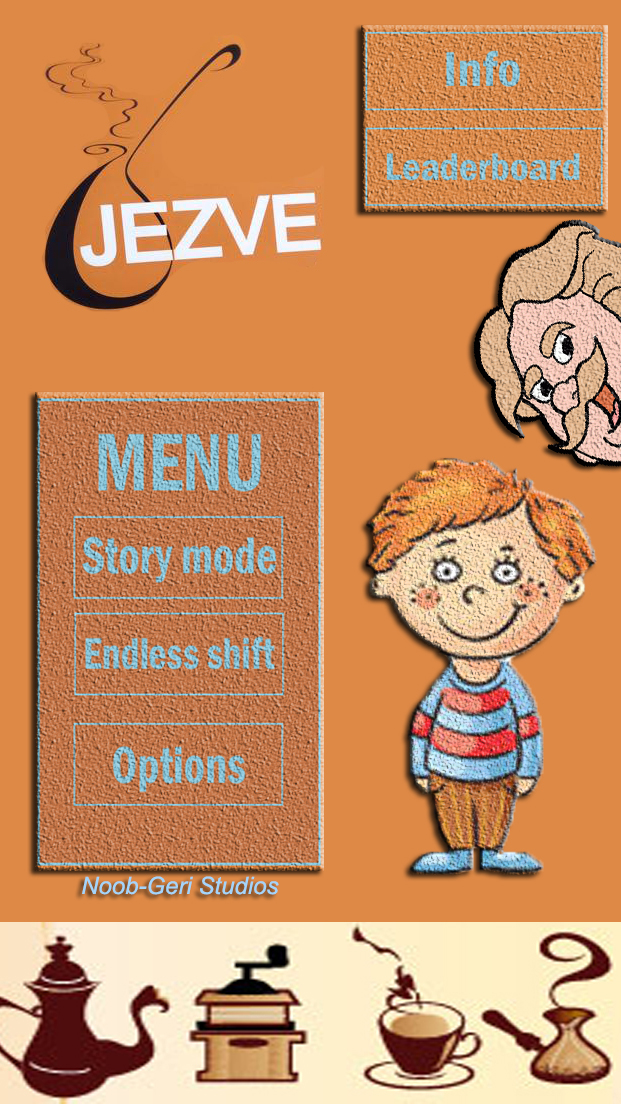 JEZVE
Info
Leaderboard
MENU
Story mode
Endless shift
Options
Noob-Geri Studios